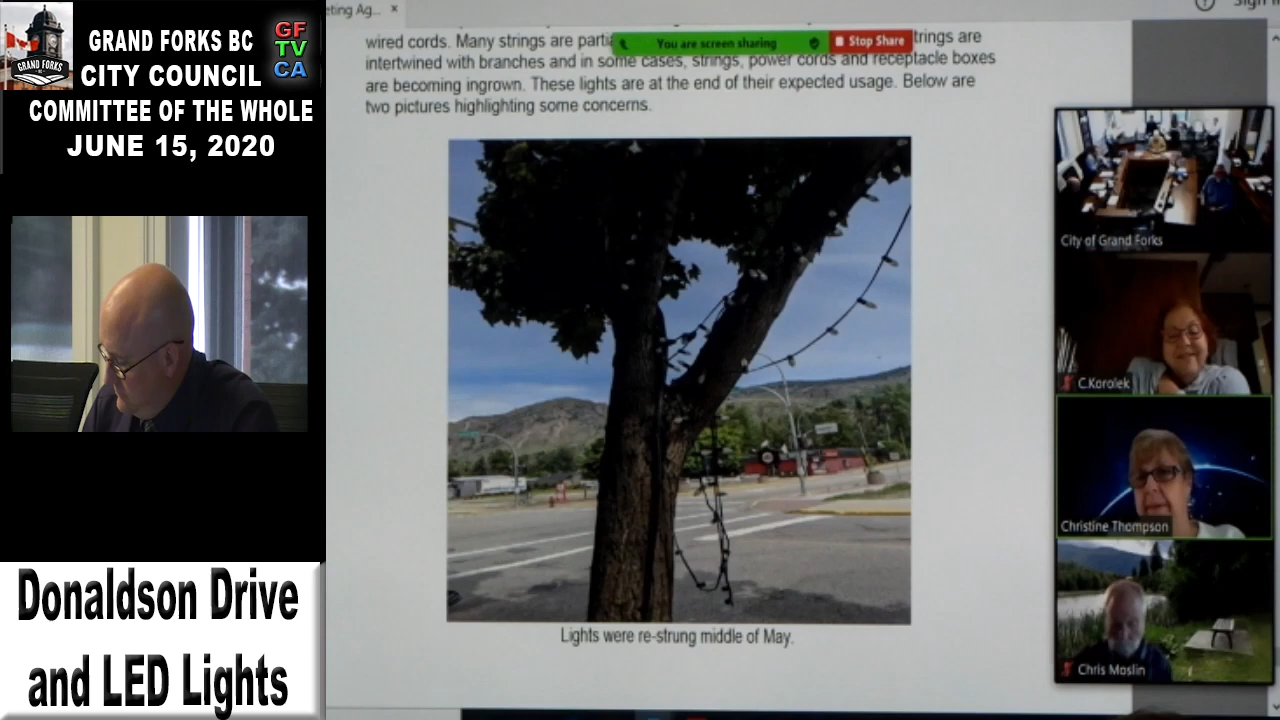 GRAND FORKS BC
CITY COUNCIL
COMMITTEE OF THE WHOLE
JUNE 15, 2020
GF
TV
CA
GRAND FORKS
Donaldson Drive
and LED Lights
eting Ag... ×
Sign
wired cords. Many strings are parti
trings are
You are screen sharing
Stop Share
intertwined with branches and in some cases, strings, power cords and receptacle boxes
are becoming ingrown. These lights are at the end of their expected usage. Below are
two pictures highlighting some concerns.
Lights were re-strung middle of May.
City of Grand Forks
C.Korolek
Christine Thompson
Chris Moslin